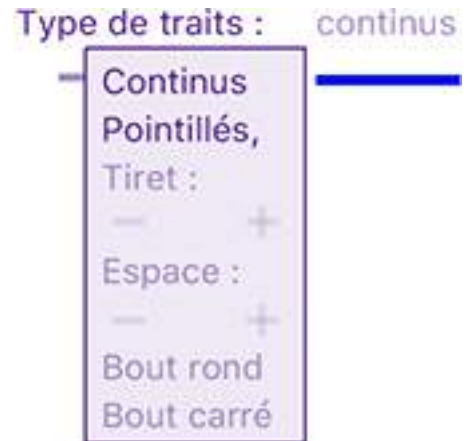 Type de traits : continus
Continus
Pointillés,
Tiret :
− +
Espace :
− +
Bout rond
Bout carré